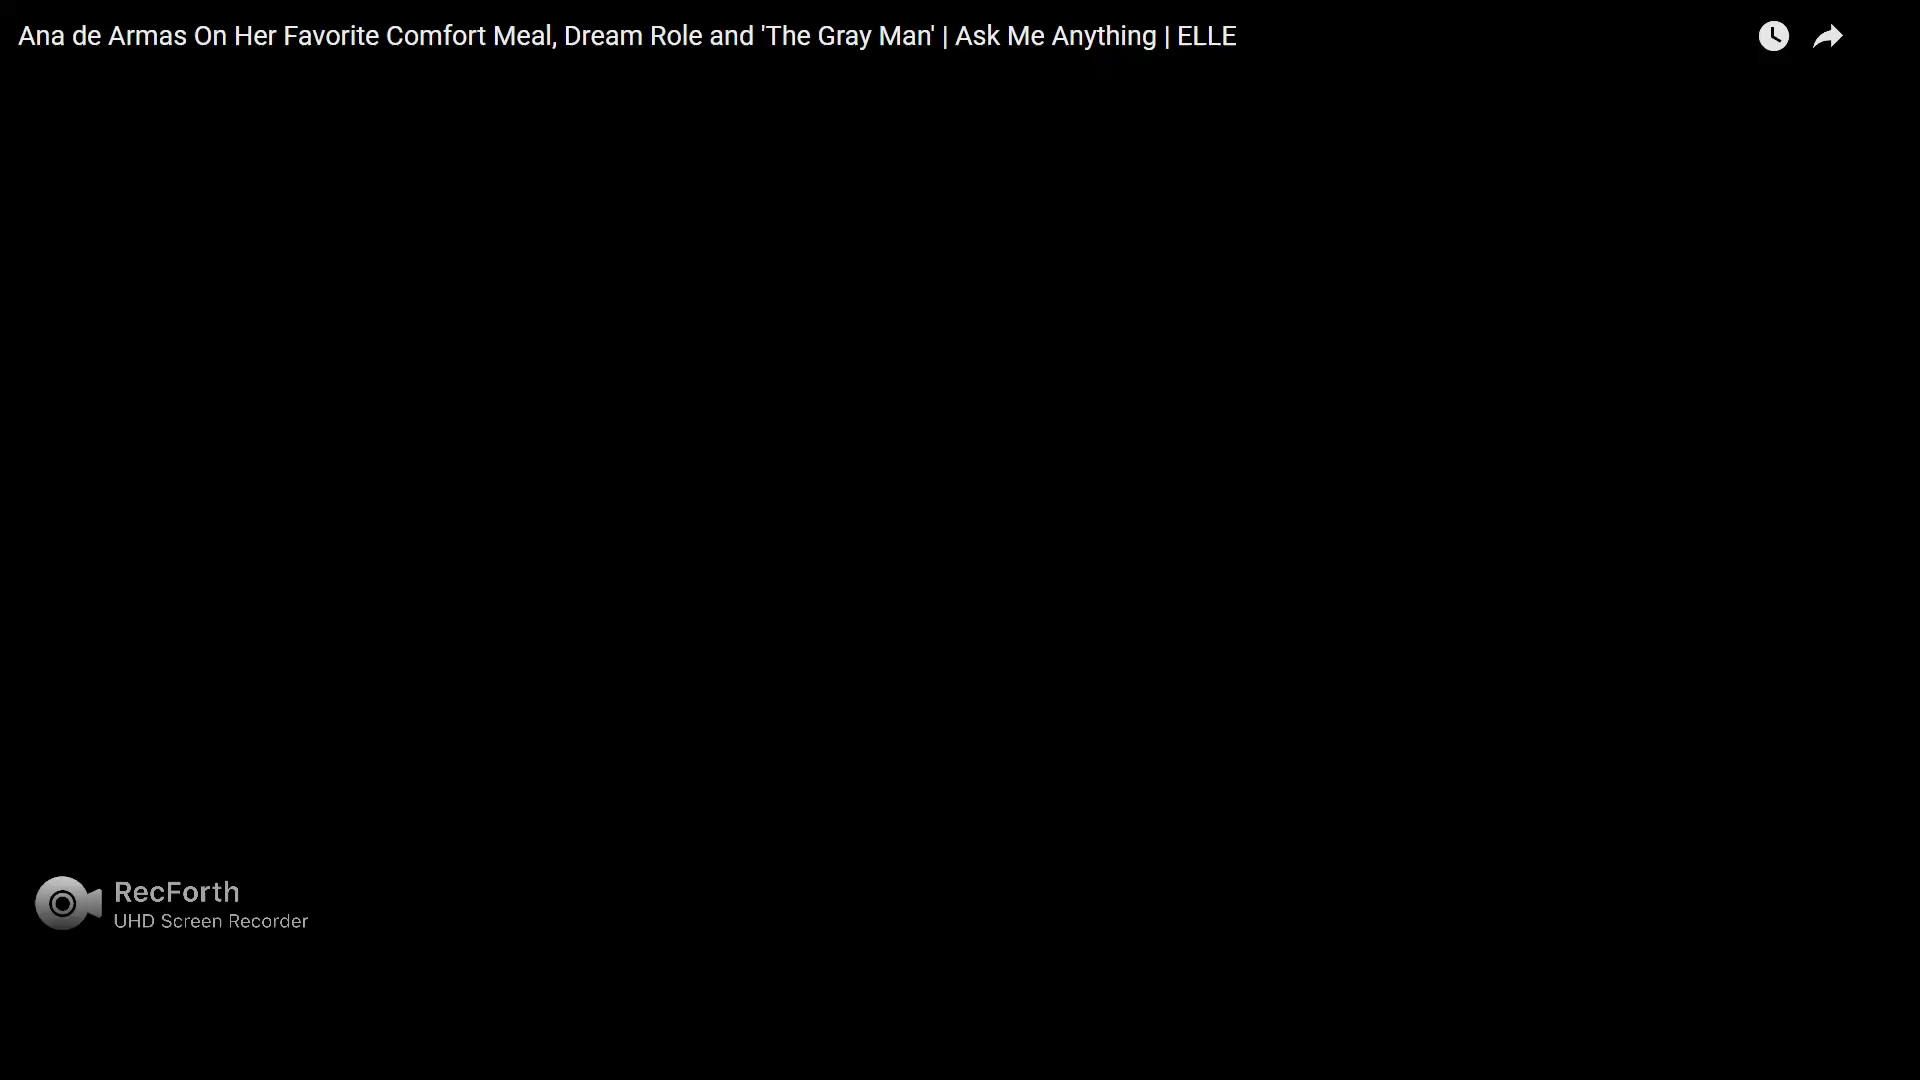 Ana de Armas On Her Favorite Comfort Meal, Dream Role and 'The Gray Man' | Ask Me Anything | ELLE
RecForth
UHD Screen Recorder